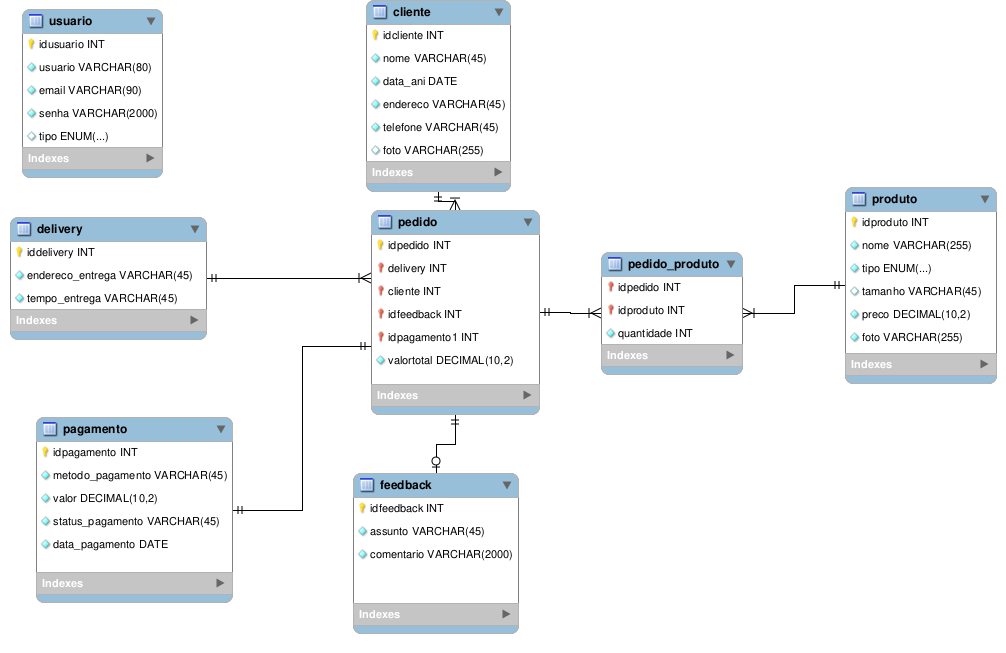 usuario
idusuario INT
usuario VARCHAR(80)
email VARCHAR(90)
senha VARCHAR(2000)
tipo ENUM(...)
Indexes
cliente
idcliente INT
nome VARCHAR(45)
data_ani DATE
endereco VARCHAR(45)
telefone VARCHAR(45)
foto VARCHAR(255)
Indexes
delivery
iddelivery INT
endereco_entrega VARCHAR(45)
tempo_entrega VARCHAR(45)
Indexes
pedido
idpedido INT
delivery INT
cliente INT
idfeedback INT
idpagamento1 INT
valortotal DECIMAL(10,2)
Indexes
pedido_produto
idpedido INT
idproduto INT
quantidade INT
Indexes
produto
idproduto INT
nome VARCHAR(255)
tipo ENUM(...)
tamanho VARCHAR(45)
preco DECIMAL(10,2)
foto VARCHAR(255)
Indexes
pagamento
idpagamento INT
metodo_pagamento VARCHAR(45)
valor DECIMAL(10,2)
status_pagamento VARCHAR(45)
data_pagamento DATE
Indexes
feedback
idfeedback INT
assunto VARCHAR(45)
comentario VARCHAR(2000)
Indexes